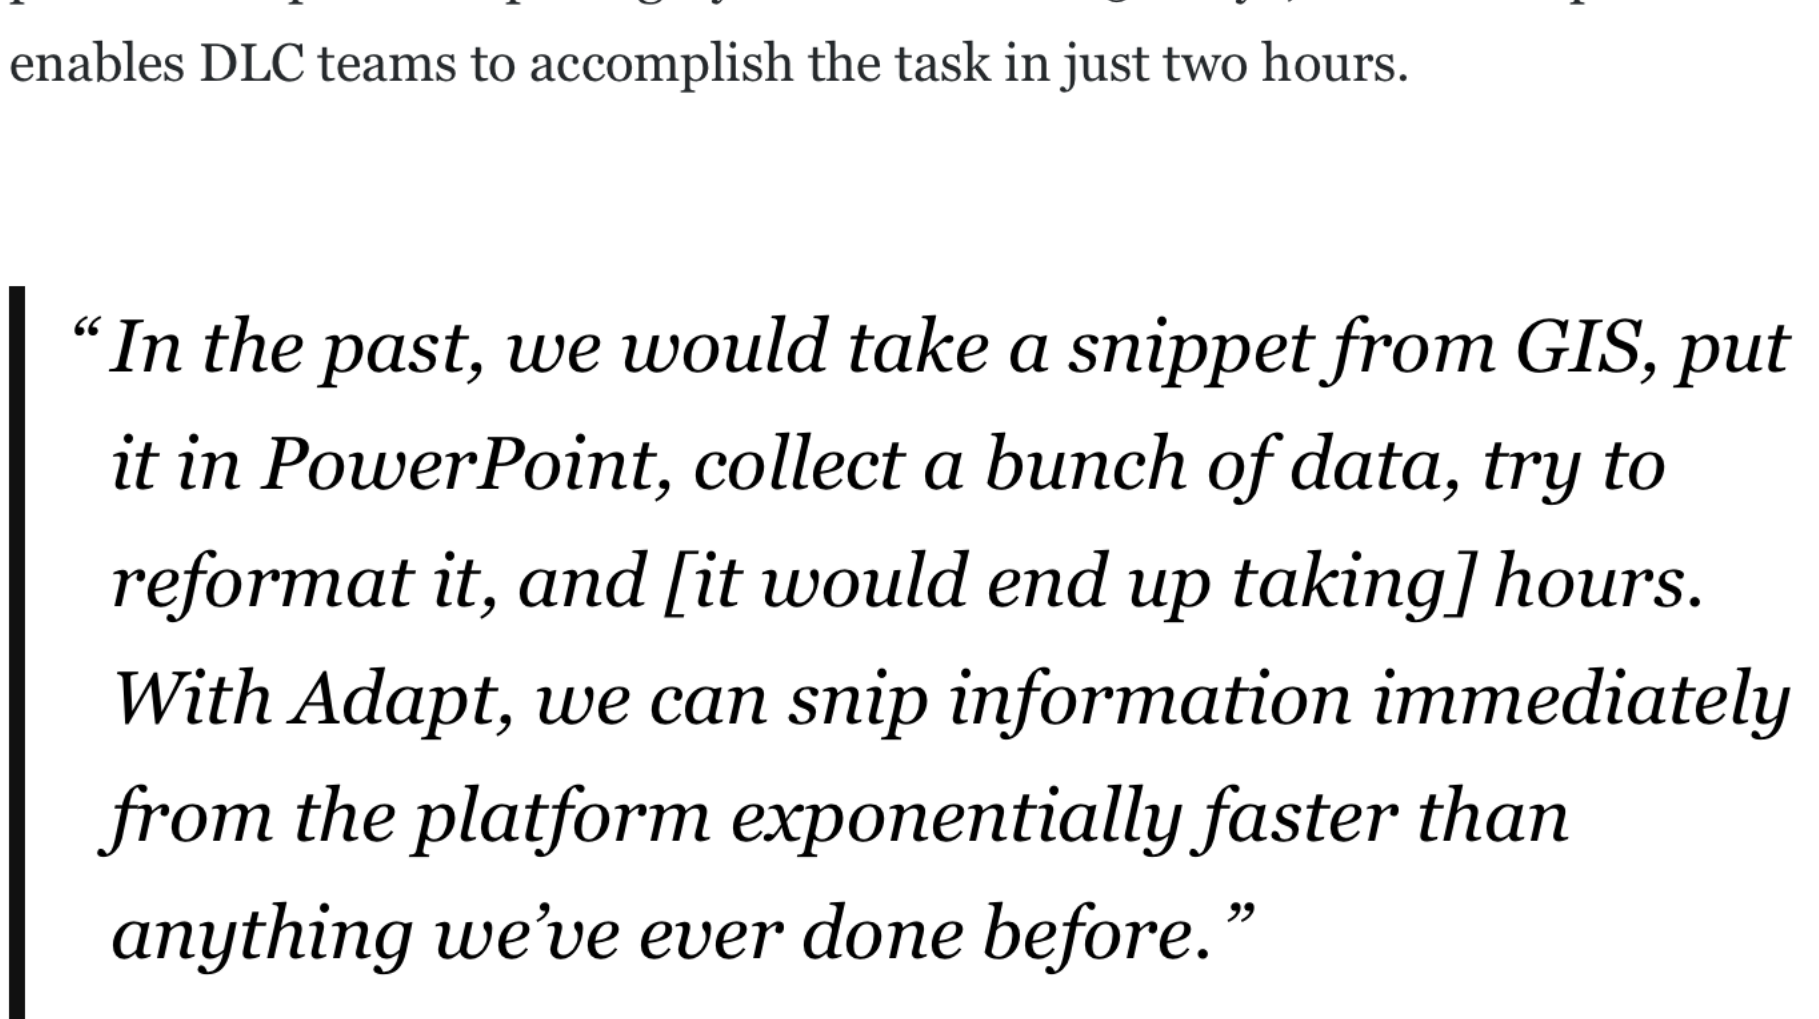 enables DLC teams to accomplish the task in just two hours.
“In the past, we would take a snippet from GIS, put
it in PowerPoint, collect a bunch of data, try to
reformat it, and [it would end up taking] hours.
With Adapt, we can snip information immediately
from the platform exponentially faster than
anything we’ve ever done before.”